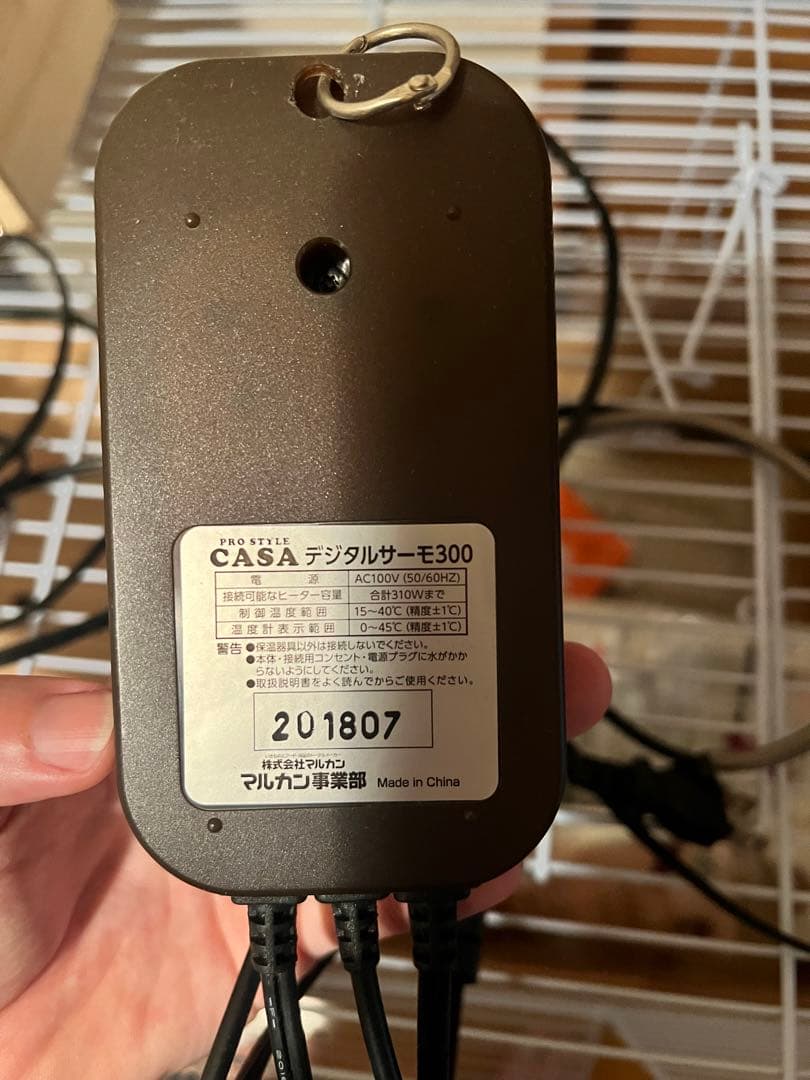 PRO STYLE
CASA デジタルサーモ300
電 源 AC100V (50/60HZ)
接続可能なヒーター容量 合計310Wまで
制御温度範囲 15〜40℃ (精度±1℃)
温度計表示範囲 0〜45℃ (精度±1℃)
警告 ●保温器具以外は接続しないでください。
●本体・接続用コンセント・電源プラグに水がかか
らないようにしてください。
●取扱説明書をよく読んでからご使用ください。
201807
株式会社マルカン
マルカン事業部 Made in China